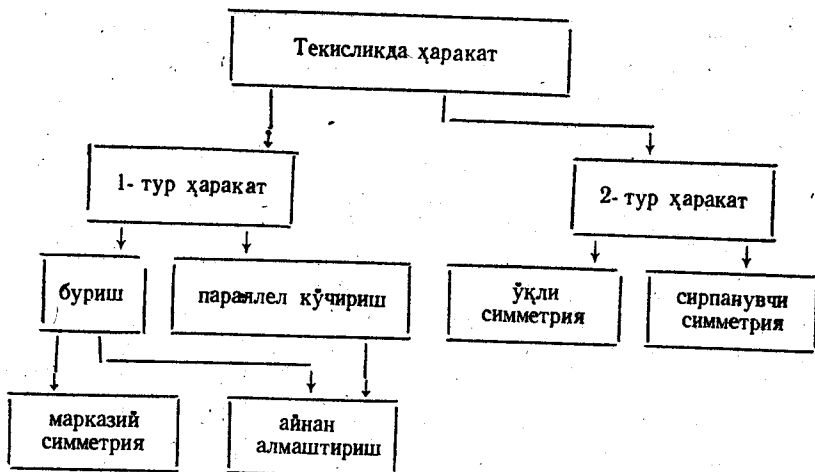 Текисликда ҳаракат
1- тур ҳаракат
2- тур ҳаракат
буриш
параллел кўчириш
ўқли
симметрия
сирпанувчи
симметрия
марказий
симметрия
айнан
алмаштириш